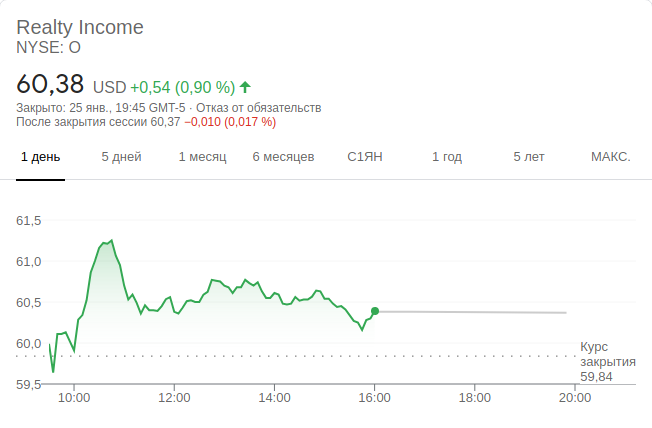 Realty Income
NYSE: O
60,38 USD +0,54 (0,90 %)
Закрыто: 25 янв., 19:45 GMT-5 · Отказ от обязательств
После закрытия сессии 60,37 −0,010 (0,017 %)
1 день 5 дней 1 месяц 6 месяцев С1ЯН 1 год 5 лет МАКС.
61,5
61,0
60,5
60,0
Курс
закрытия
59,84
59,5
10:00 12:00 14:00 16:00 18:00 20:00